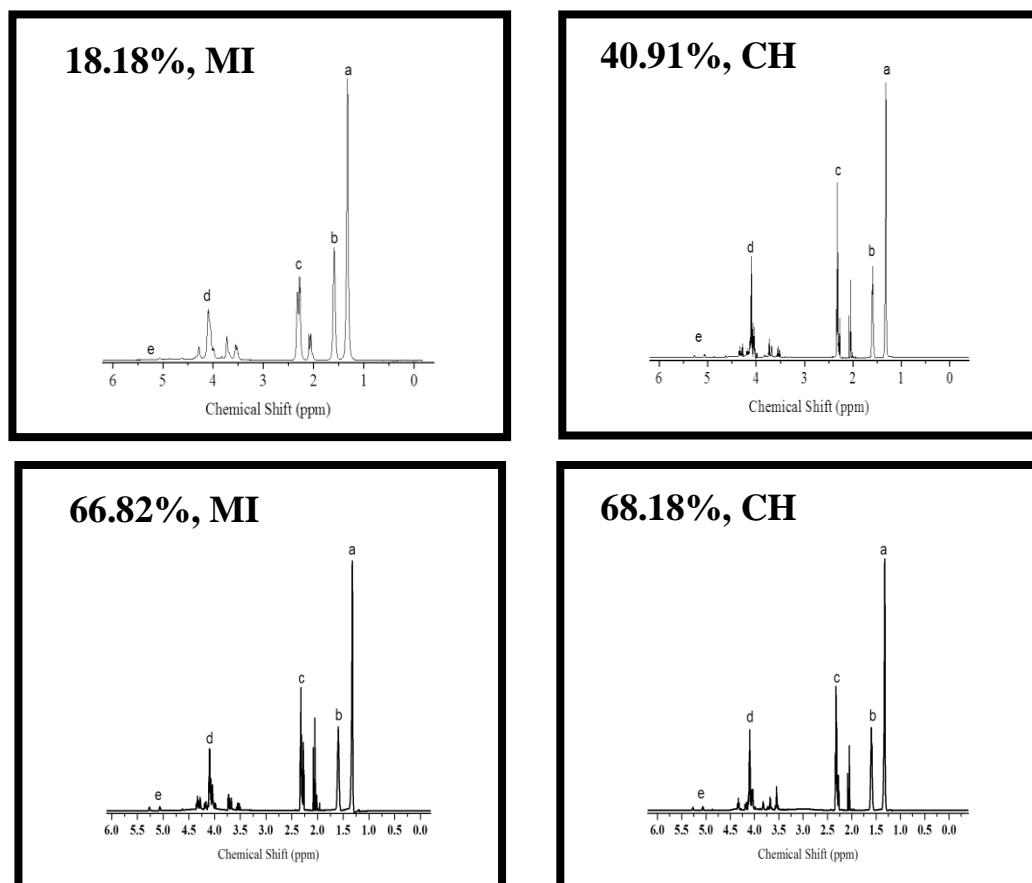 18.18%, MI
a
b
c
d
e
6 5 4 3 2 1 0
Chemical Shift (ppm)
40.91%, CH
a
c
b
d
e
6 5 4 3 2 1 0
Chemical Shift (ppm)
66.82%, MI
a
c
b
d
e
6.0 5.5 5.0 4.5 4.0 3.5 3.0 2.5 2.0 1.5 1.0 0.5 0.0
Chemical Shift (ppm)
68.18%, CH
a
c
b
d
e
6.0 5.5 5.0 4.5 4.0 3.5 3.0 2.5 2.0 1.5 1.0 0.5 0.0
Chemical Shift (ppm)